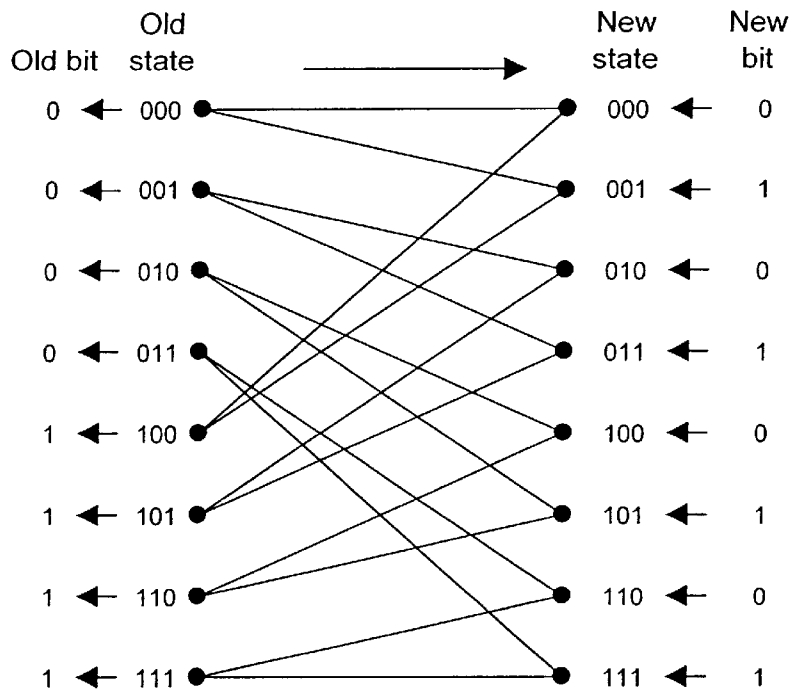 Old New New
Old bit state state bit
0 000 000 0
0 001 001 1
0 010 010 0
0 011 011 1
1 100 100 0
1 101 101 1
1 110 110 0
1 111 111 1